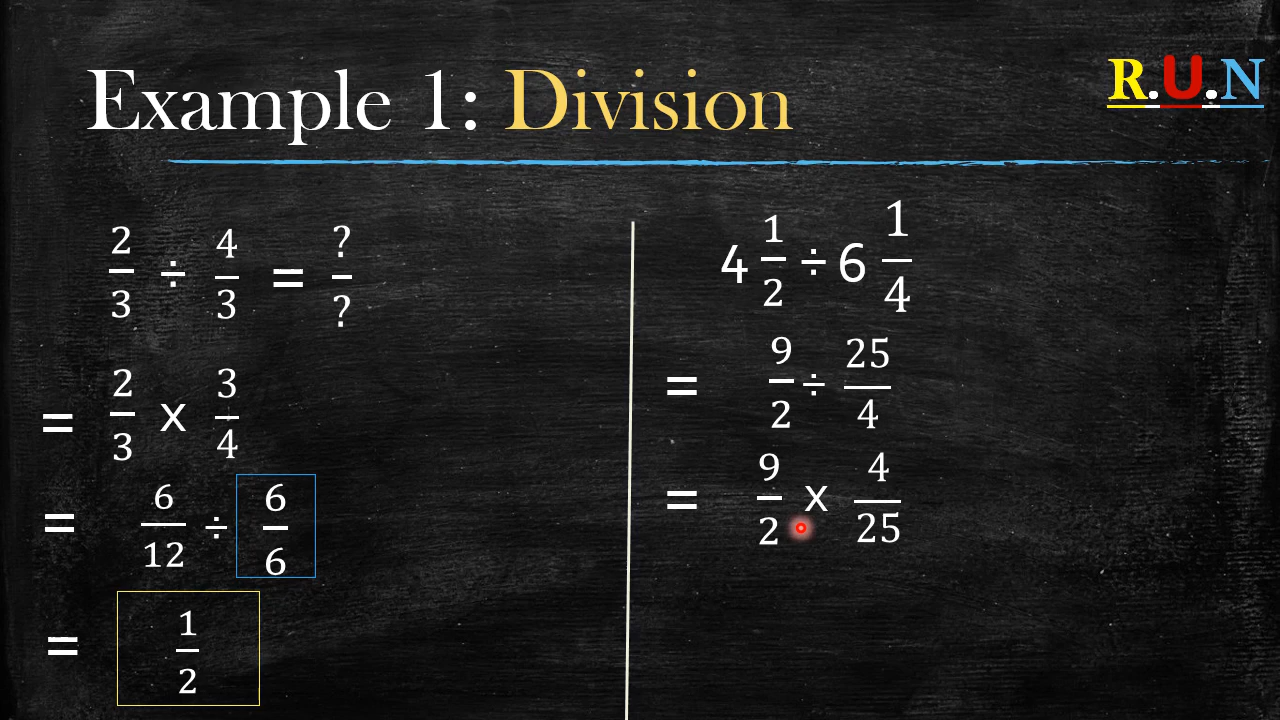 Example 1: Division
R.U.N
2/3 ÷ 4/3 = ?/?
= 2/3 x 3/4
= 6/12 ÷ 6/6
= 1/2
4 1/2 ÷ 6 1/4
= 9/2 ÷ 25/4
= 9/2 x 4/25